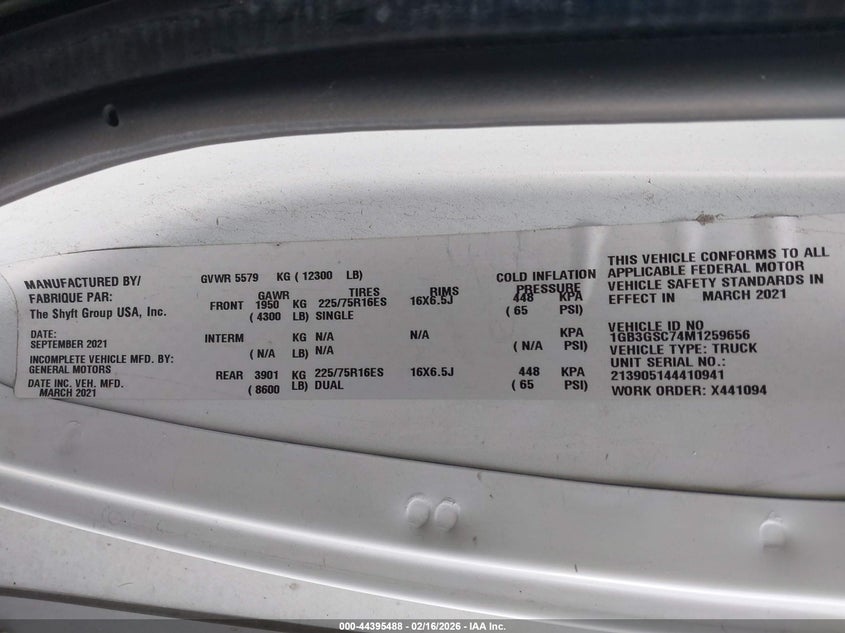 MANUFACTURED BY/
FABRIQUE PAR:
The Shyft Group USA, Inc.
DATE:
SEPTEMBER 2021
INCOMPLETE VEHICLE MFD. BY:
GENERAL MOTORS
DATE INC. VEH. MFD.
MARCH 2021
GVWR 5579 KG ( 12300 LB)
GAWR TIRES RIMS
FRONT 1950 KG 225/75R16ES 16X6.5J
( 4300 LB) SINGLE
INTERM KG N/A N/A
( N/A LB) N/A
REAR 3901 KG 225/75R16ES 16X6.5J
( 8600 LB) DUAL
COLD INFLATION
PRESSURE
448 KPA
( 65 PSI)
KPA
( N/A PSI)
448 KPA
( 65 PSI)
THIS VEHICLE CONFORMS TO ALL
APPLICABLE FEDERAL MOTOR
VEHICLE SAFETY STANDARDS IN
EFFECT IN MARCH 2021
VEHICLE ID NO
1GB3GSC74M1259656
VEHICLE TYPE: TRUCK
UNIT SERIAL NO.:
213905144410941
WORK ORDER: X441094
000-44395488 - 02/16/2026 - IAA Inc.